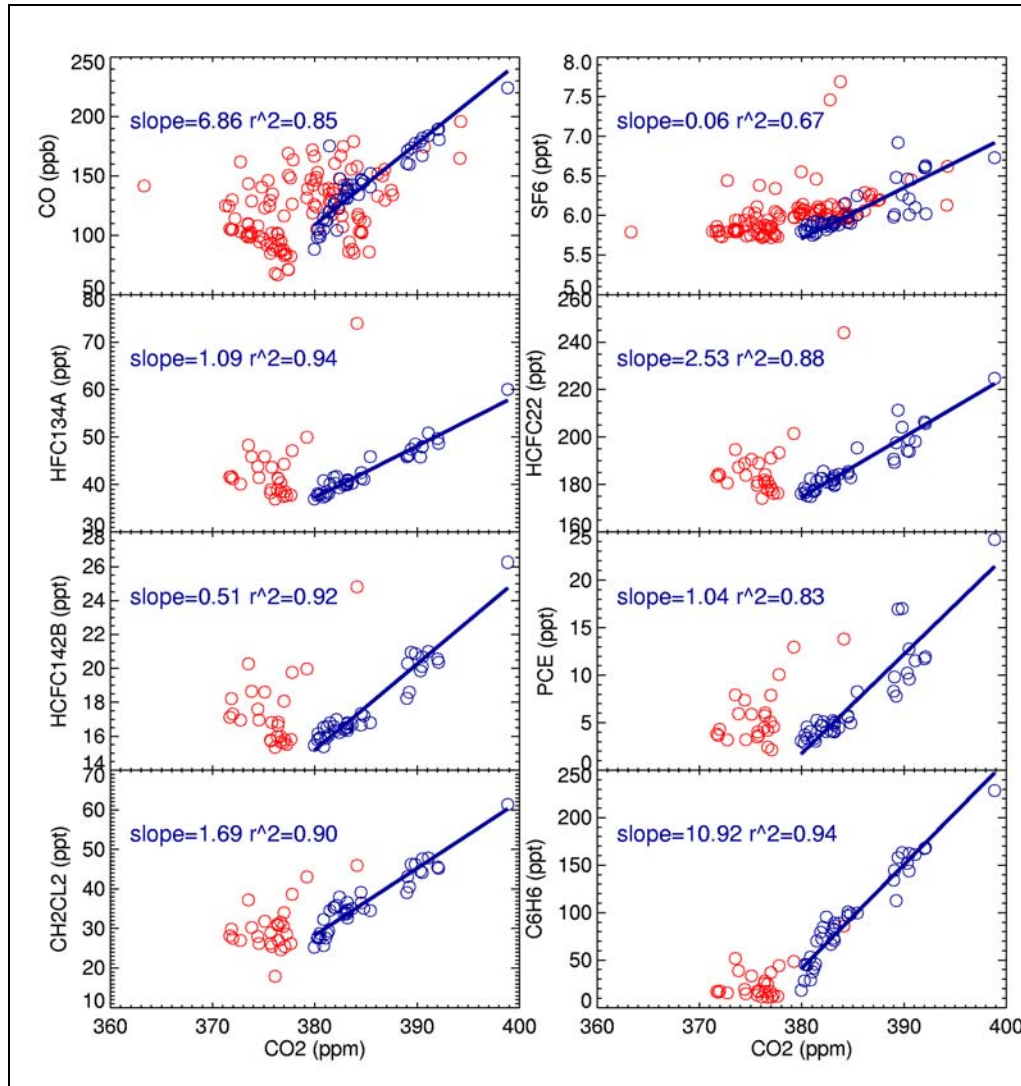 250
200
150
100
50
CO (ppb)
slope=6.86 r^2=0.85
8.0
7.5
7.0
6.5
6.0
5.5
5.0
SF6 (ppt)
slope=0.06 r^2=0.67
80
70
60
50
40
30
HFC134A (ppt)
slope=1.09 r^2=0.94
260
240
220
200
180
160
HCFC22 (ppt)
slope=2.53 r^2=0.88
28
26
24
22
20
18
16
14
HCFC142B (ppt)
slope=0.51 r^2=0.92
25
20
15
10
5
0
PCE (ppt)
slope=1.04 r^2=0.83
70
60
50
40
30
20
10
CH2CL2 (ppt)
slope=1.69 r^2=0.90
250
200
150
100
50
0
C6H6 (ppt)
slope=10.92 r^2=0.94
360 370 380 390 400
CO2 (ppm)
360 370 380 390 400
CO2 (ppm)